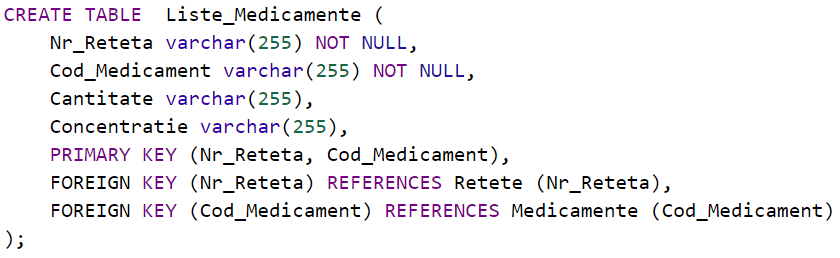 CREATE TABLE  Liste_Medicamente (
    Nr_Reteta varchar(255) NOT NULL,
    Cod_Medicament varchar(255) NOT NULL,
    Cantitate varchar(255),
    Concentratie varchar(255),
    PRIMARY KEY (Nr_Reteta, Cod_Medicament),
    FOREIGN KEY (Nr_Reteta) REFERENCES Retete (Nr_Reteta),
    FOREIGN KEY (Cod_Medicament) REFERENCES Medicamente (Cod_Medicament)
);